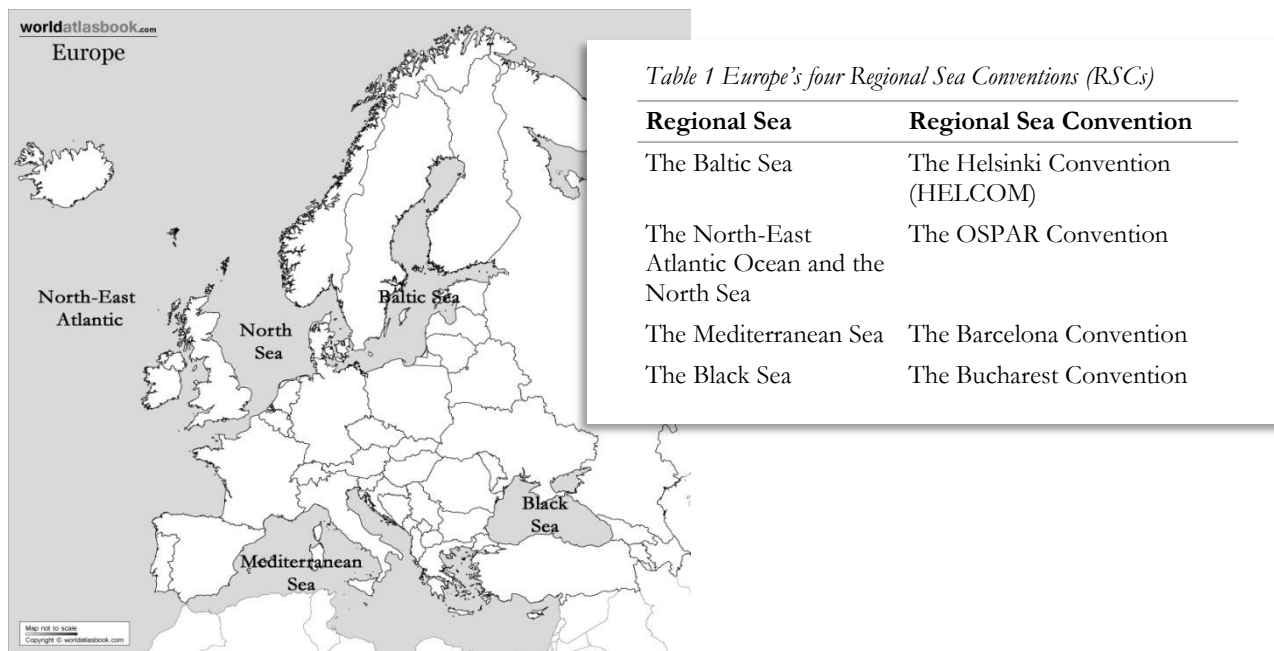 worldatlasbook.com
Europe
North-East
Atlantic
North
Sea
Baltic Sea
Black
Sea
Mediterranean
Sea
Map not to scale
Copyright © worldatlasbook.com
Table 1 Europe's four Regional Sea Conventions (RSCs)
Regional Sea Regional Sea Convention
The Baltic Sea The Helsinki Convention
(HELCOM)
The North-East The OSPAR Convention
Atlantic Ocean and the
North Sea
The Mediterranean Sea The Barcelona Convention
The Black Sea The Bucharest Convention